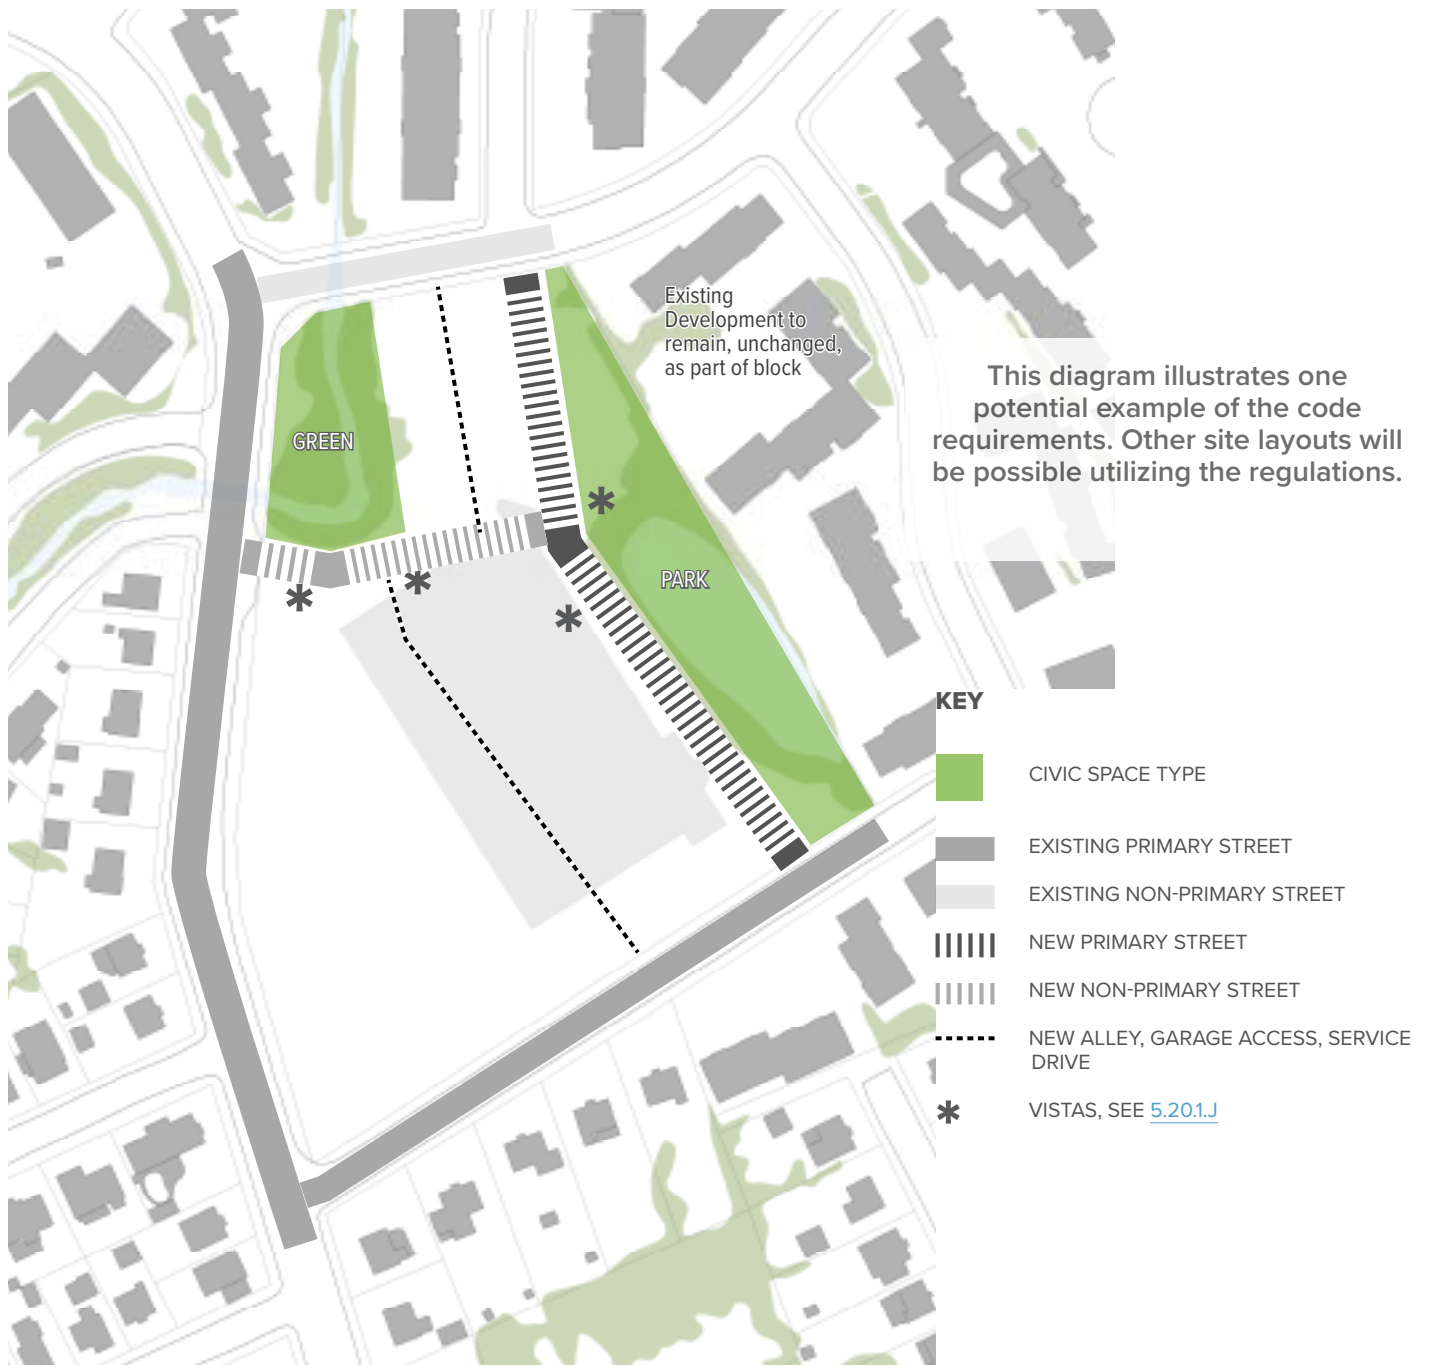 Existing
Development to
remain, unchanged,
as part of block
This diagram illustrates one
potential example of the code
requirements. Other site layouts will
be possible utilizing the regulations.
GREEN
PARK
KEY
CIVIC SPACE TYPE
EXISTING PRIMARY STREET
EXISTING NON-PRIMARY STREET
NEW PRIMARY STREET
NEW NON-PRIMARY STREET
NEW ALLEY, GARAGE ACCESS, SERVICE
DRIVE
VISTAS, SEE 5.20.1.J